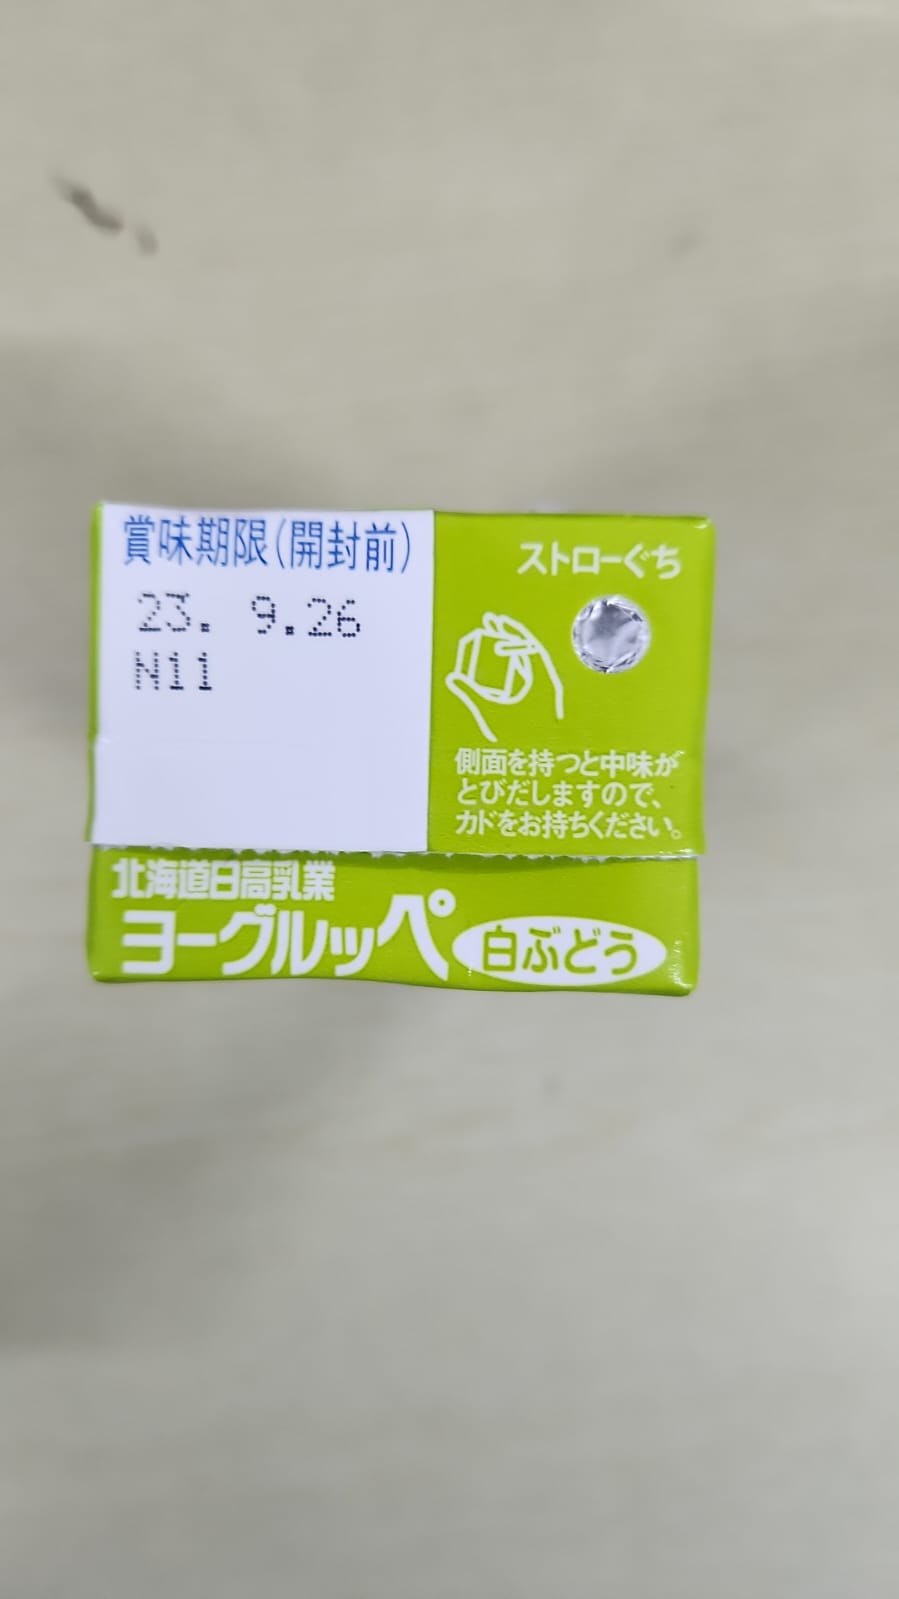 賞味期限(開封前)
23. 9.26
N11
ストローぐち
側面を持つと中味が
とびだしますので、
カドをお持ちください。
北海道日高乳業
ヨーグルッペ 白ぶどう